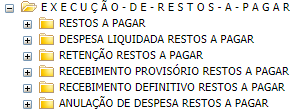 E X E C U Ç Ã O - D E - R E S T O S - A - P A G A R
RESTOS A PAGAR
DESPESA LIQUIDADA RESTOS A PAGAR
RETENÇÃO RESTOS A PAGAR
RECEBIMENTO PROVISÓRIO RESTOS A PAGAR
RECEBIMENTO DEFINITIVO RESTOS A PAGAR
ANULAÇÃO DE DESPESA RESTOS A PAGAR